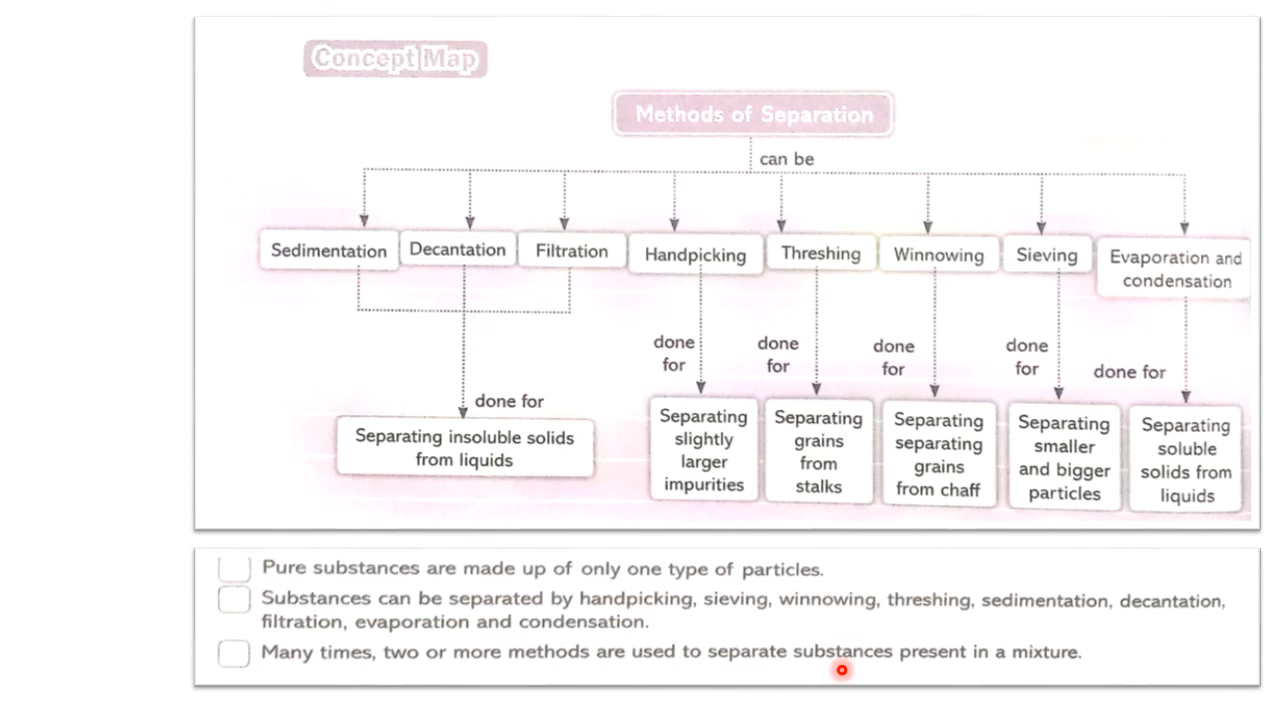 Concept Map
Methods of Separation
can be
Sedimentation
Decantation
Filtration
Handpicking
Threshing
Winnowing
Sieving
Evaporation and
condensation
done for
Separating insoluble solids
from liquids
done
for
Separating
slightly
larger
impurities
done
for
Separating
grains
from
stalks
done
for
Separating
separating
grains
from chaff
done
for
Separating
smaller
and bigger
particles
done for
Separating
soluble
solids from
liquids
Pure substances are made up of only one type of particles.
Substances can be separated by handpicking, sieving, winnowing, threshing, sedimentation, decantation,
filtration, evaporation and condensation.
Many times, two or more methods are used to separate substances present in a mixture.